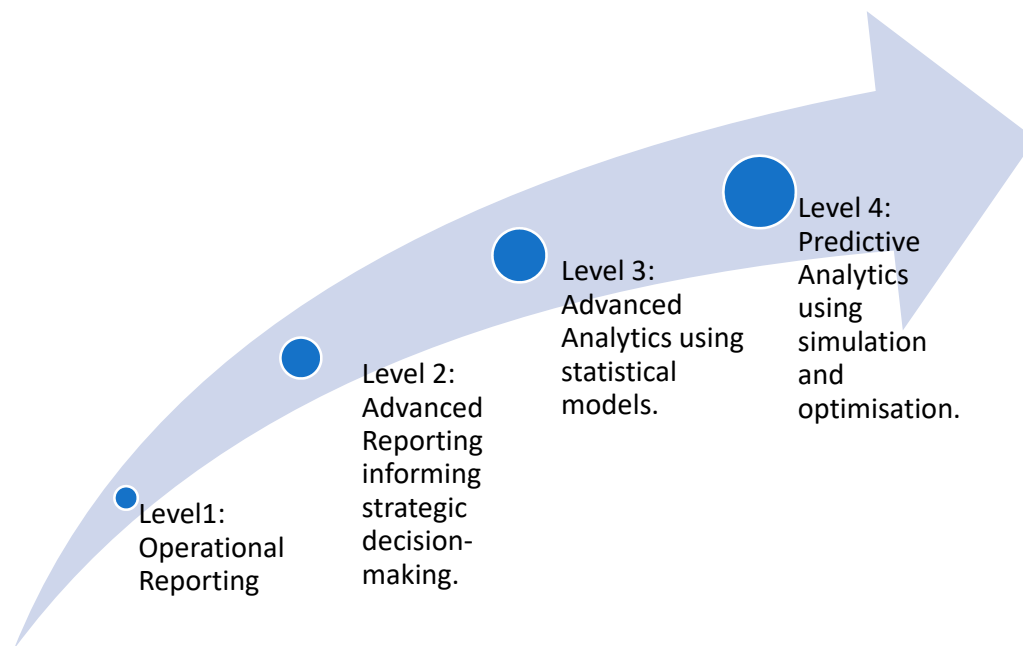 Level1:
Operational
Reporting
Level 2:
Advanced
Reporting
informing
strategic
decision-
making.
Level 3:
Advanced
Analytics using
statistical
models.
Level 4:
Predictive
Analytics
using
simulation
and
optimisation.